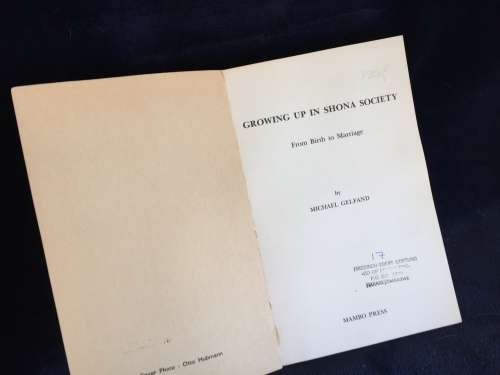 Cover Photo - Otto Hubmann
GROWING UP IN SHONA SOCIETY
From Birth to Marriage
by
MICHAEL GELFAND
17
MAMBO PRESS